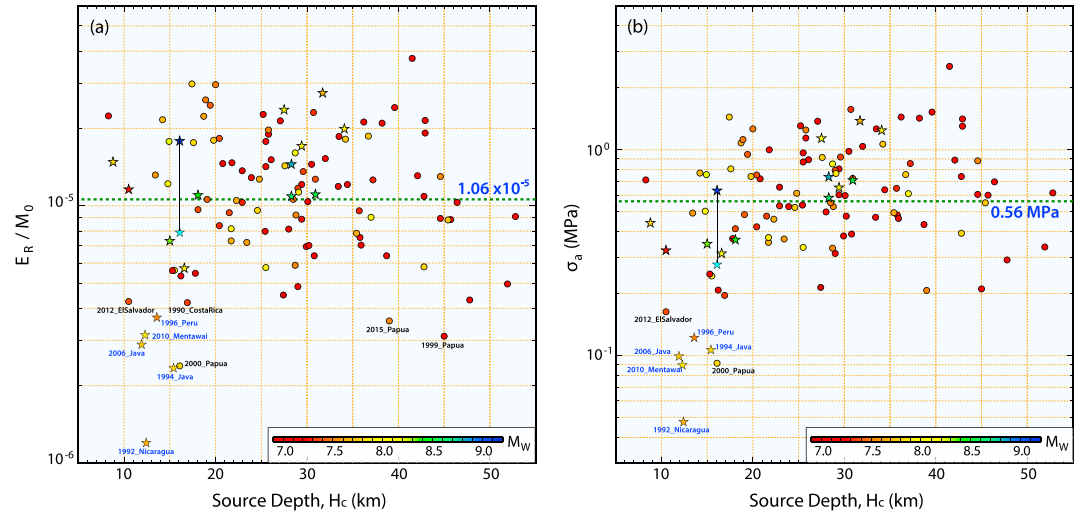 (a)
10⁻⁵
10⁻⁶
E_R / M_0
1.06 x10⁻⁵
2012_ElSalvador
1990_CostaRica
1996_Peru
2010_Mentawai
2006_Java
2000_Papua
1994_Java
2015_Papua
1999_Papua
1992_Nicaragua
7.0 7.5 8.0 8.5 9.0
M_W
10 20 30 40 50
Source Depth, Hc (km)
(b)
10⁰
10⁻¹
σ_a (MPa)
0.56 MPa
2012_ElSalvador
1996_Peru
2006_Java
1994_Java
2010_Mentawai
2000_Papua
1992_Nicaragua
7.0 7.5 8.0 8.5 9.0
M_W
10 20 30 40 50
Source Depth, Hc (km)